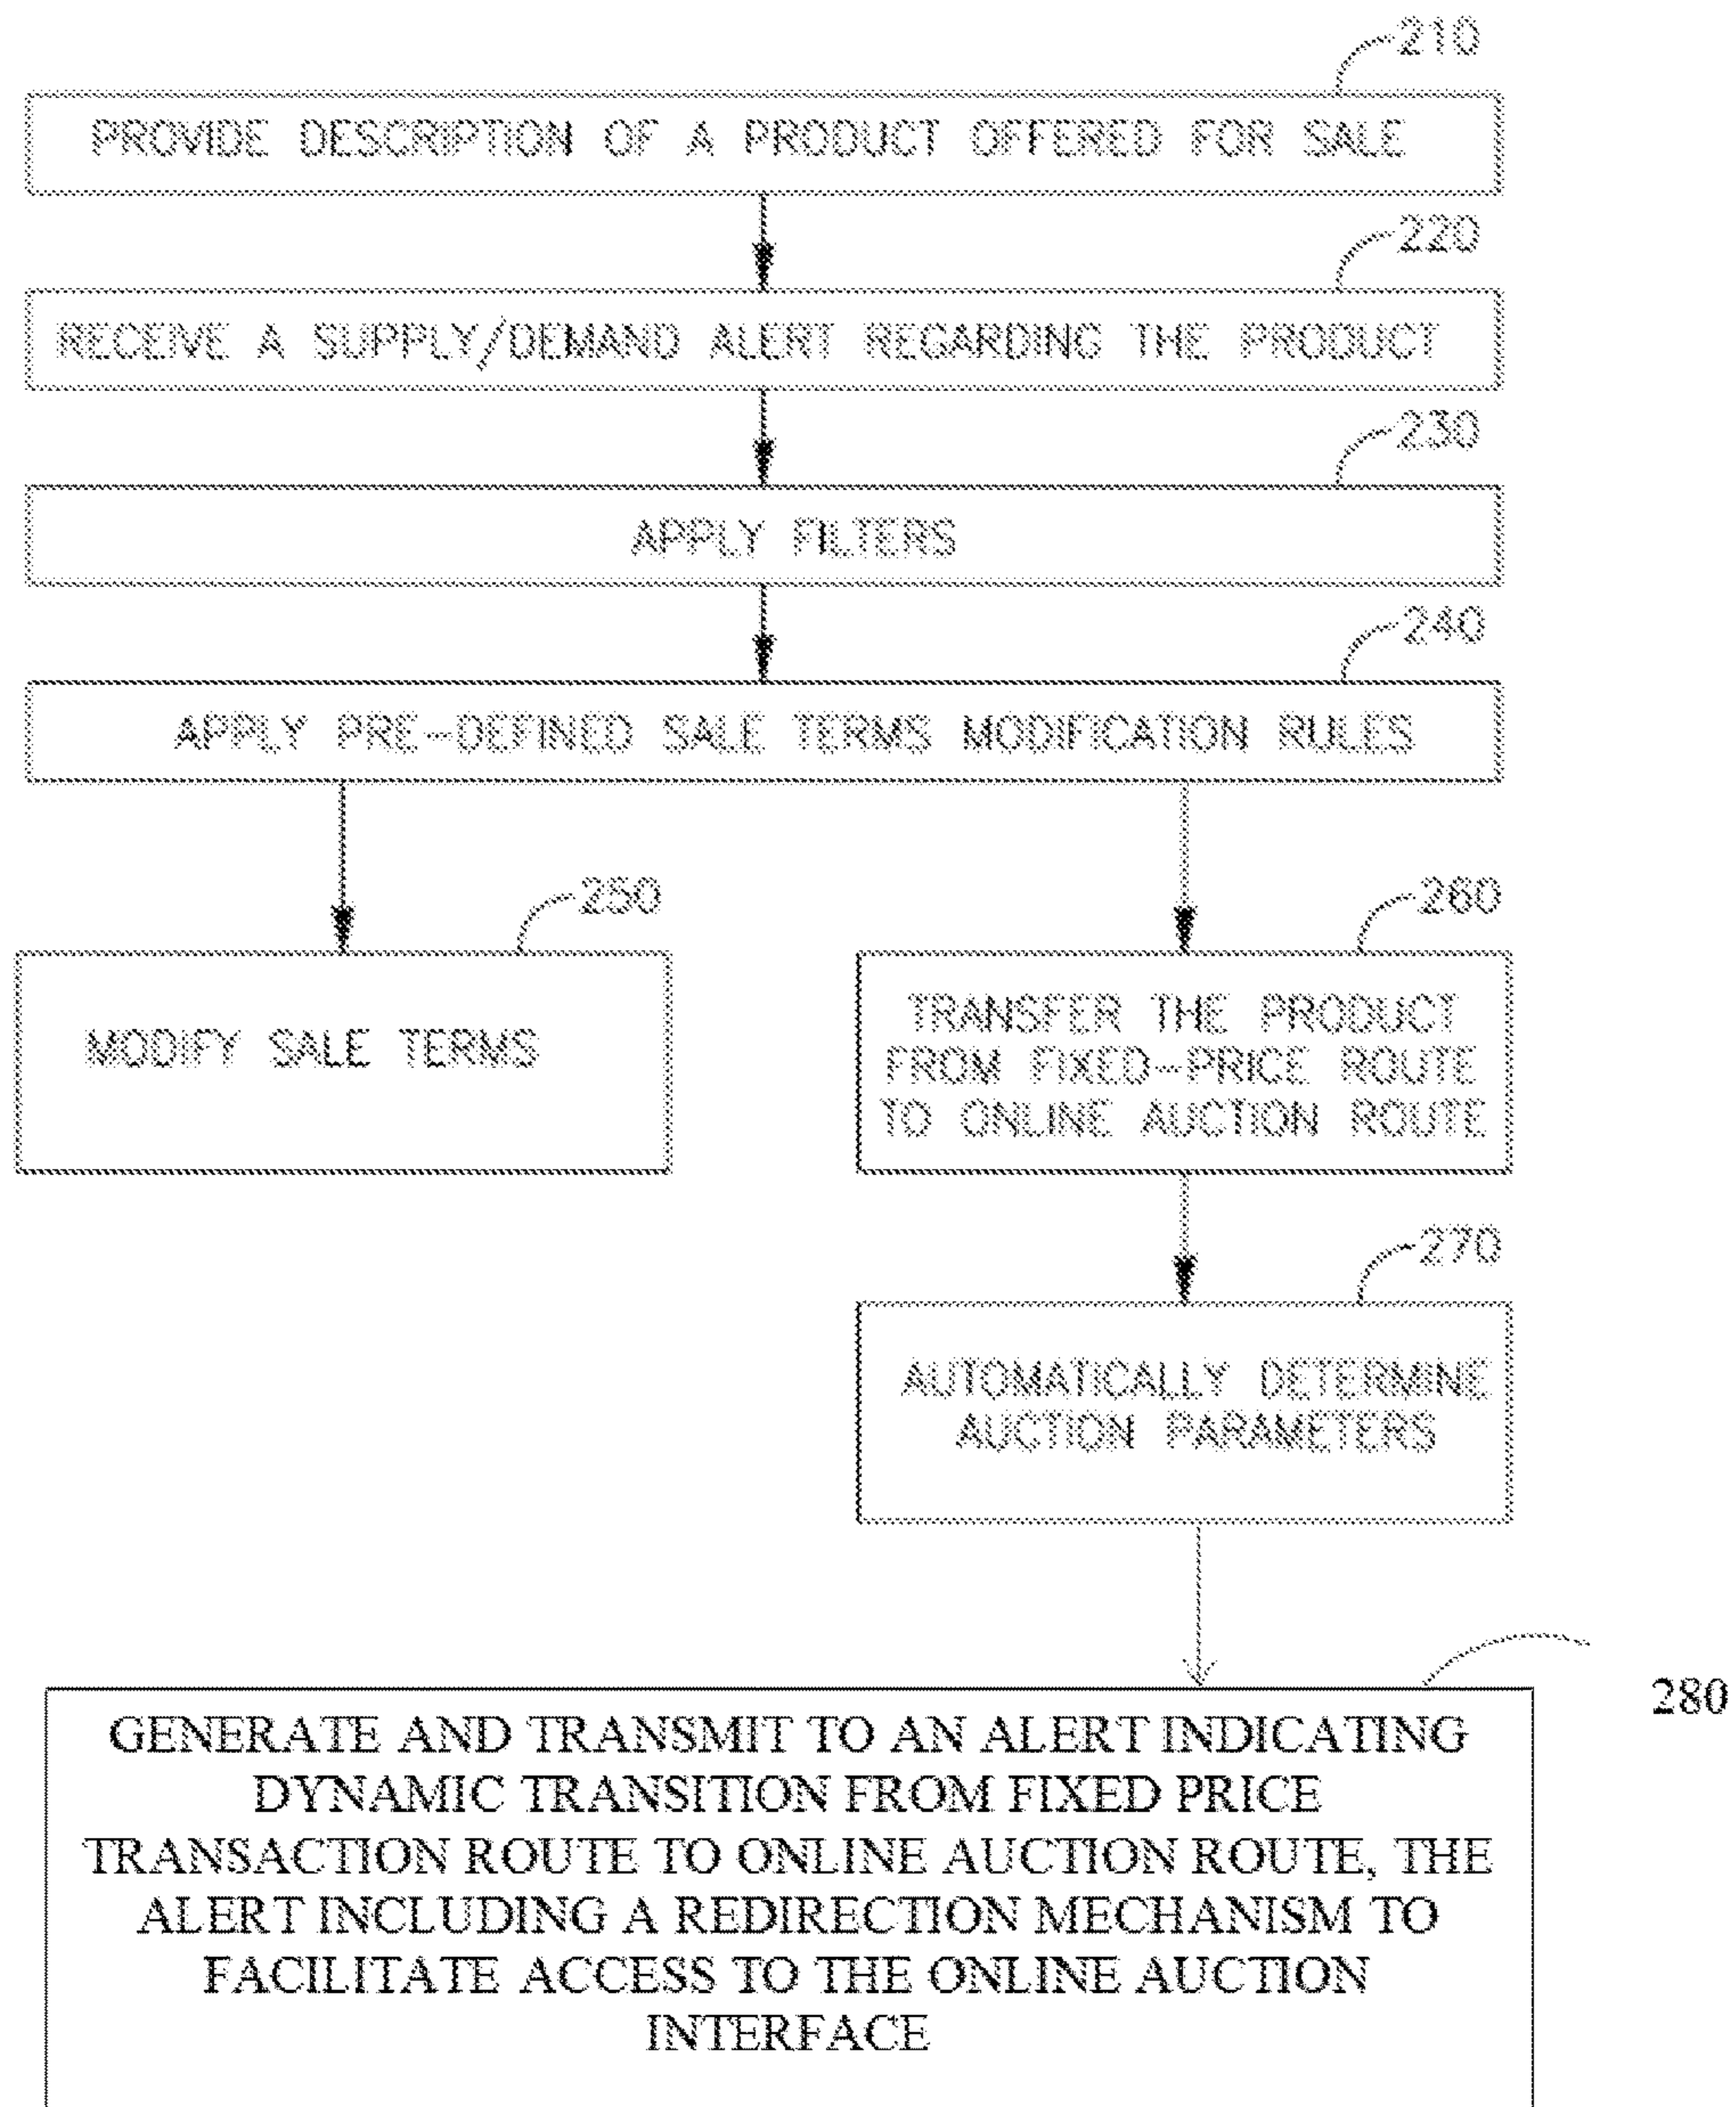 210
PROVIDE DESCRIPTION OF A PRODUCT OFFERED FOR SALE
220
RECEIVE A SUPPLY/DEMAND ALERT REGARDING THE PRODUCT
230
APPLY FILTERS
240
APPLY PRE-DEFINED SALE TERMS MODIFICATION RULES
250
MODIFY SALE TERMS
260
TRANSFER THE PRODUCT
FROM FIXED-PRICE ROUTE
TO ONLINE AUCTION ROUTE
270
AUTOMATICALLY DETERMINE
AUCTION PARAMETERS
280
GENERATE AND TRANSMIT TO AN ALERT INDICATING
DYNAMIC TRANSITION FROM FIXED PRICE
TRANSACTION ROUTE TO ONLINE AUCTION ROUTE, THE
ALERT INCLUDING A REDIRECTION MECHANISM TO
FACILITATE ACCESS TO THE ONLINE AUCTION
INTERFACE